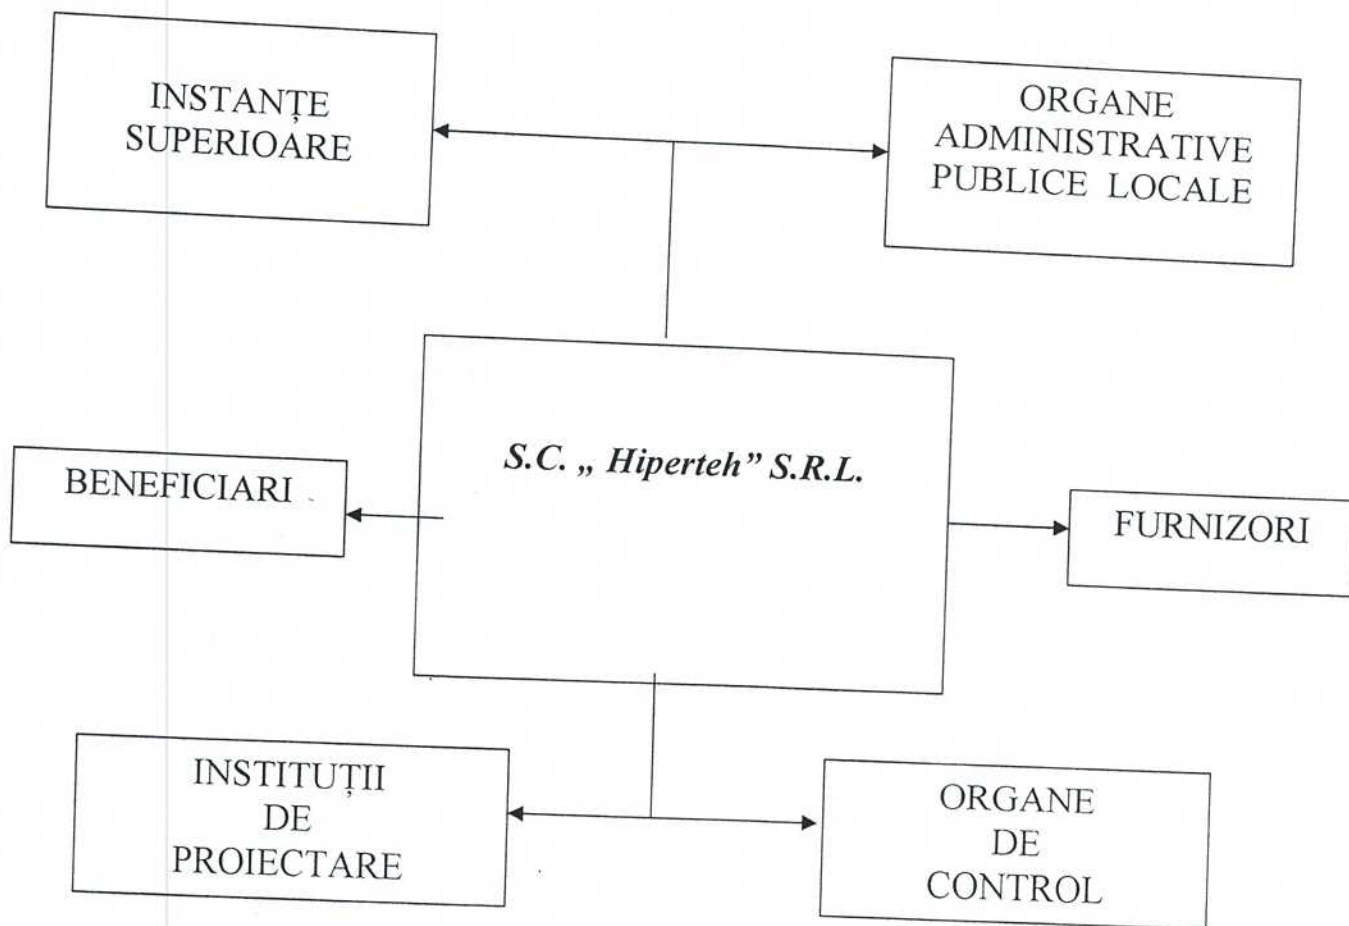 INSTANȚE
SUPERIOARE
ORGANE
ADMINISTRATIVE
PUBLICE LOCALE
S.C. „ Hiperteh” S.R.L.
BENEFICIARI
FURNIZORI
INSTITUȚII
DE
PROIECTARE
ORGANE
DE
CONTROL